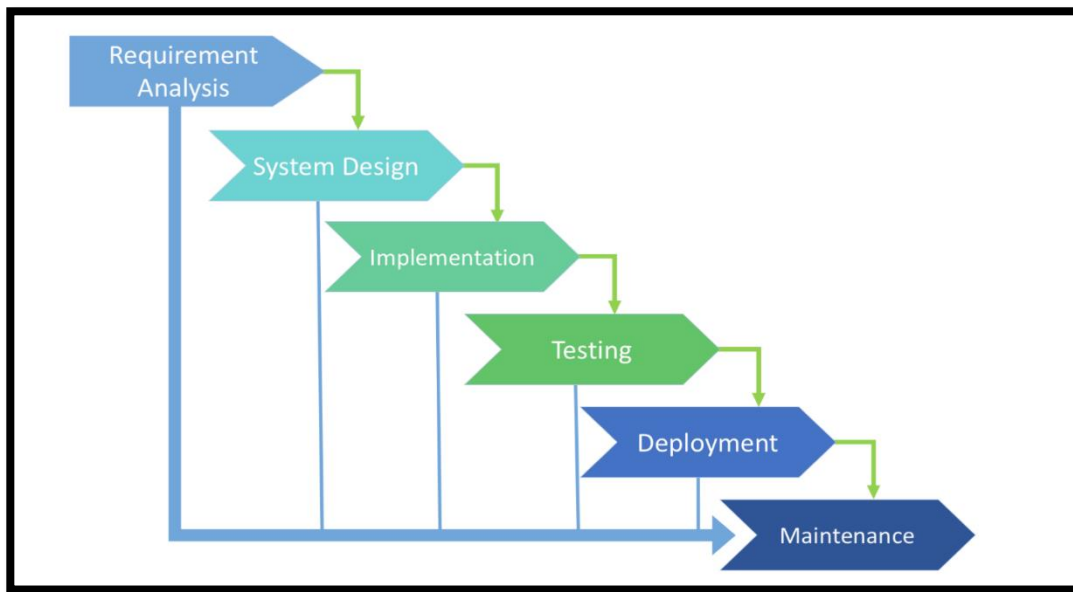 Requirement
Analysis
System Design
Implementation
Testing
Deployment
Maintenance